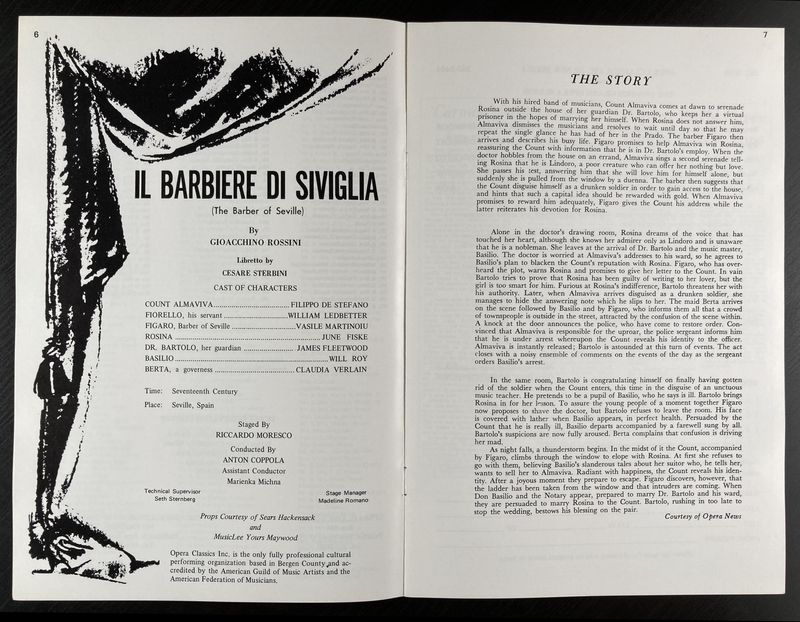 6
IL BARBIERE DI SIVIGLIA
(The Barber of Seville)
By
GIOACCHINO ROSSINI
Libretto by
CESARE STERBINI
CAST OF CHARACTERS
COUNT ALMAVIVA FILIPPO DE STEFANO
FIORELLO, his servant WILLIAM LEDBETTER
FIGARO, Barber of Seville VASILE MARTINOIU
ROSINA JUNE FISKE
DR. BARTOLO, her guardian JAMES FLEETWOOD
BASILIO WILL ROY
BERTA, a governess CLAUDIA VERLAIN
Time: Seventeenth Century
Place: Seville, Spain
Staged By
RICCARDO MORESCO
Conducted By
ANTON COPPOLA
Assistant Conductor
Marienka Michna
Technical Supervisor
Seth Sternberg
Stage Manager
Madeline Romano
Props Courtesy of Sears Hackensack
and
MusicLee Yours Maywood
Opera Classics Inc. is the only fully professional cultural
performing organization based in Bergen County and ac-
credited by the American Guild of Music Artists and the
American Federation of Musicians.
7
THE STORY
With his hired band of musicians, Count Almaviva comes at dawn to serenade
Rosina outside the house of her guardian Dr. Bartolo, who keeps her a virtual
prisoner in the hopes of marrying her himself. When Rosina does not answer him,
Almaviva dismisses the musicians and resolves to wait until day so that he may
repeat the single glance he has had of her in the Prado. The barber Figaro then
arrives and describes his busy life. Figaro promises to help Almaviva win Rosina,
reassuring the Count with information that he is in Dr. Bartolo's employ. When the
doctor hobbles from the house on an errand, Almaviva sings a second serenade tell-
ing Rosina that he is Lindoro, a poor creature who can offer her nothing but love.
She passes his test, answering him that she will love him for himself alone, but
suddenly she is pulled from the window by a duenna. The barber then suggests that
the Count disguise himself as a drunken soldier in order to gain access to the house,
and hints that such a capital idea should be rewarded with gold. When Almaviva
promises to reward him adequately, Figaro gives the Count his address while the
latter reiterates his devotion for Rosina.
Alone in the doctor's drawing room, Rosina dreams of the voice that has
touched her heart, although she knows her admirer only as Lindoro and is unaware
that he is a nobleman. She leaves at the arrival of Dr. Bartolo and the music master,
Basilio. The doctor is worried at Almaviva's addresses to his ward, so he agrees to
Basilio's plan to blacken the Count's reputation with Rosina. Figaro, who has over-
heard the plot, warns Rosina and promises to give her letter to the Count. In vain
Bartolo tries to prove that Rosina has been guilty of writing to her lover, but the
girl is too smart for him. Furious at Rosina's indifference, Bartolo threatens her with
his authority. Later, when Almaviva arrives disguised as a drunken soldier, she
manages to hide the answering note which he slips to her. The maid Berta arrives
on the scene followed by Basilio and by Figaro, who informs them all that a crowd
of townspeople is outside in the street, attracted by the confusion of the scene within.
A knock at the door announces the police, who have come to restore order. Con-
vinced that Almaviva is responsible for the uproar, the police sergeant informs him
that he is under arrest whereupon the Count reveals his identity to the officer.
Almaviva is instantly released; Bartolo is astounded at this turn of events. The act
closes with a noisy ensemble of comments on the events of the day as the sergeant
orders Basilio's arrest.
In the same room, Bartolo is congratulating himself on finally having gotten
rid of the soldier when the Count enters, this time in the disguise of an unctuous
music teacher. He pretends to be a pupil of Basilio, who he says is ill. Bartolo brings
Rosina in for her lesson. To assure the young people of a moment together Figaro
now proposes to shave the doctor, but Bartolo refuses to leave the room. His face
is covered with lather when Basilio appears, in perfect health. Persuaded by the
Count that he is really ill, Basilio departs accompanied by a farewell sung by all.
Bartolo's suspicions are now fully aroused. Berta complains that confusion is driving
her mad.
As night falls, a thunderstorm begins. In the midst of it the Count, accompanied
by Figaro, climbs through the window to elope with Rosina. At first she refuses to
go with them, believing Basilio's slanderous tales about her suitor who, he tells her,
wants to sell her to Almaviva. Radiant with happiness, the Count reveals his iden-
tity. After a joyous moment they prepare to escape. Figaro discovers, however, that
the ladder has been taken from the window and that intruders are coming. When
Don Basilio and the Notary appear, prepared to marry Dr. Bartolo and his ward,
they are persuaded to marry Rosina to the Count. Bartolo, rushing in too late to
stop the wedding, bestows his blessing on the pair.
Courtesy of Opera News